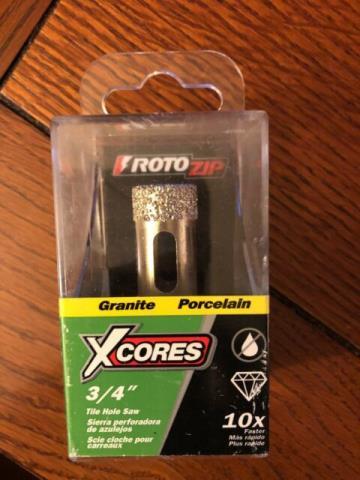 ROTOZIP
Granite Porcelain
XCORES
3/4"
Tile Hole Saw
Sierra perforadora
de azulejos
Scie cloche pour
carreaux
10x
Faster
Más rápido
Plus rapide